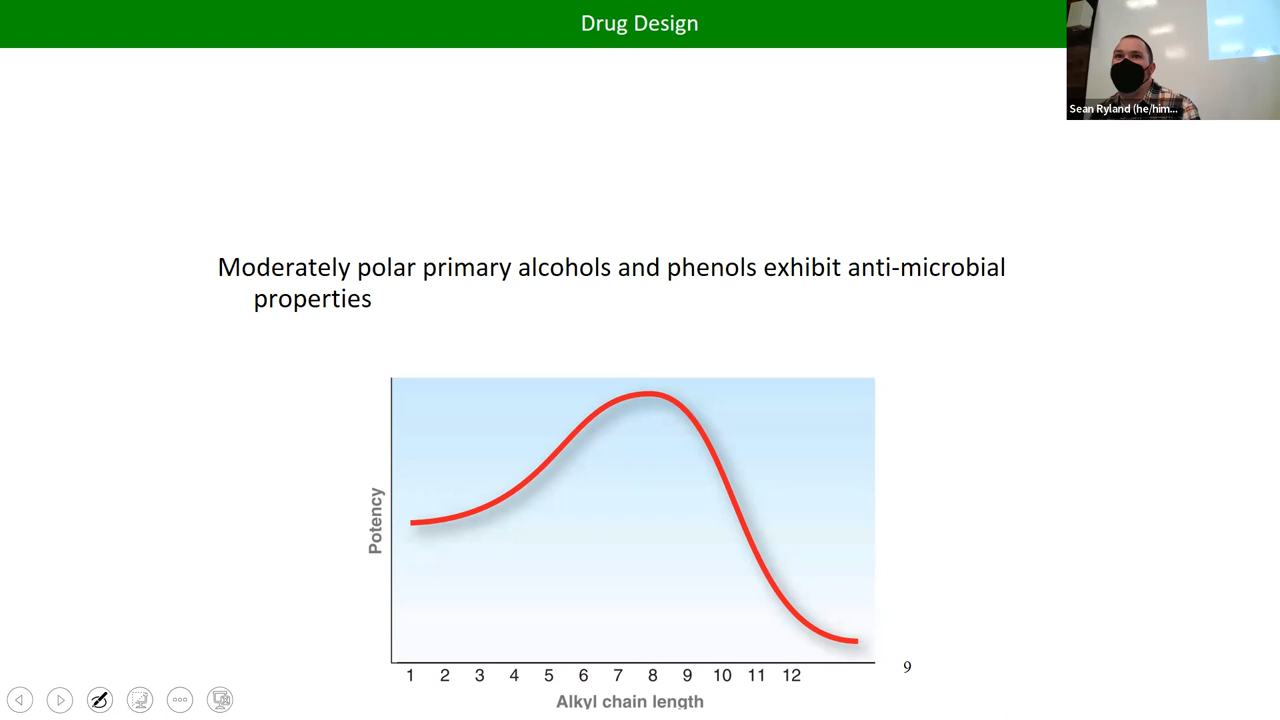 Drug Design
Sean Ryland (he/him...
Moderately polar primary alcohols and phenols exhibit anti-microbial
properties
Potency
1 2 3 4 5 6 7 8 9 10 11 12
Alkyl chain length
9